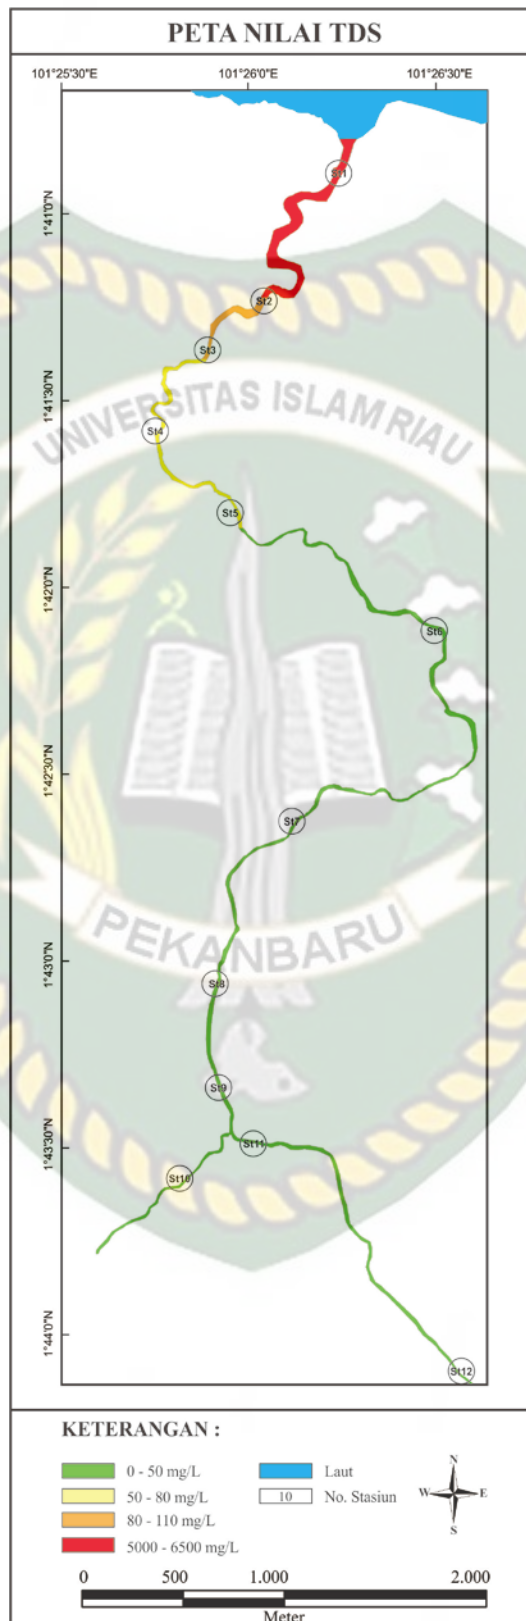 PETA NILAI TDS
101°25'30"E 101°26'0"E 101°26'30"E
1°41'0"N
1°41'30"N
1°42'0"N
1°42'30"N
1°43'0"N
1°43'30"N
1°44'0"N
St1
St2
St3
UNIVERSITAS ISLAM RIAU
St4
St5
St6
St7
PEKANBARU
St8
St9
St11
St10
St12
KETERANGAN :
0 - 50 mg/L Laut
50 - 80 mg/L 10 No. Stasiun
80 - 110 mg/L
5000 - 6500 mg/L
N
W E
S
0 500 1.000 2.000
Meter